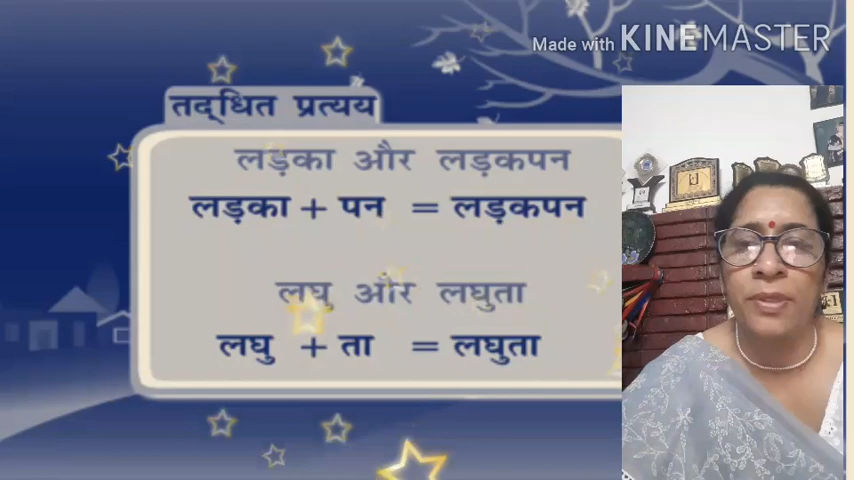 Made with KINEMASTER
तद्धित प्रत्यय
लड़का और लड़कपन
लड़का + पन = लड़कपन
लघु और लघुता
लघु + ता = लघुता